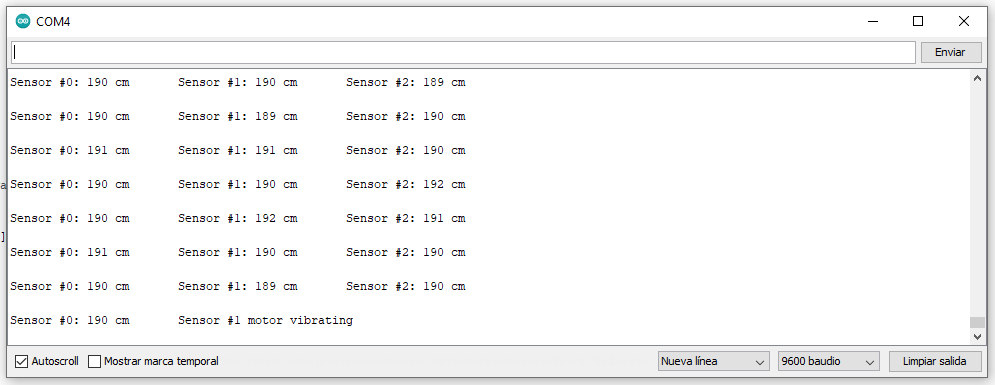 COM4
Enviar
Sensor #0: 190 cm Sensor #1: 190 cm Sensor #2: 189 cm
Sensor #0: 190 cm Sensor #1: 189 cm Sensor #2: 190 cm
Sensor #0: 191 cm Sensor #1: 191 cm Sensor #2: 190 cm
Sensor #0: 190 cm Sensor #1: 190 cm Sensor #2: 192 cm
Sensor #0: 190 cm Sensor #1: 192 cm Sensor #2: 191 cm
Sensor #0: 191 cm Sensor #1: 190 cm Sensor #2: 190 cm
Sensor #0: 190 cm Sensor #1: 189 cm Sensor #2: 190 cm
Sensor #0: 190 cm Sensor #1 motor vibrating
Autoscroll Mostrar marca temporal Nueva línea 9600 baudio Limpiar salida